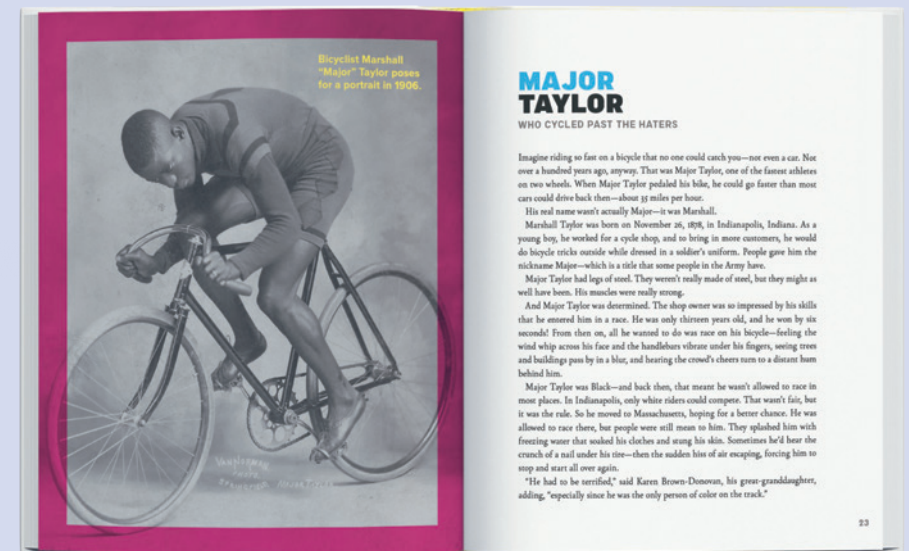 Bicyclist Marshall
"Major" Taylor poses
for a portrait in 1906.
MAJOR
TAYLOR
WHO CYCLED PAST THE HATERS
Imagine riding so fast on a bicycle that no one could catch you—not even a car. Not
over a hundred years ago, anyway. That was Major Taylor, one of the fastest athletes
on two wheels. When Major Taylor pedaled his bike, he could go faster than most
cars could drive back then—about 35 miles per hour.
His real name wasn't actually Major—it was Marshall.
Marshall Taylor was born on November 26, 1878, in Indianapolis, Indiana. As a
young boy, he worked for a cycle shop, and to bring in more customers, he would
do bicycle tricks outside while dressed in a soldier's uniform. People gave him the
nickname Major—which is a title that some people in the Army have.
Major Taylor had legs of steel. They weren't really made of steel, but they might as
well have been. His muscles were really strong.
And Major Taylor was determined. The shop owner was so impressed by his skills
that he entered him in a race. He was only thirteen years old, and he won by six
seconds! From then on, all he wanted to do was race on his bicycle—feeling the
wind whip across his face and the handlebars vibrate under his fingers, seeing trees
and buildings pass by in a blur, and hearing the crowd's cheers turn to a distant hum
behind him.
Major Taylor was Black—and back then, that meant he wasn't allowed to race in
most places. In Indianapolis, only white riders could compete. That wasn't fair, but
it was the rule. So he moved to Massachusetts, hoping for a better chance. He was
allowed to race there, but people were still mean to him. They splashed him with
freezing water that soaked his clothes and stung his skin. Sometimes he'd hear the
crunch of a nail under his tire—then the sudden hiss of air escaping, forcing him to
stop and start all over again.
"He had to be terrified," said Karen Brown-Donovan, his great-granddaughter,
adding, "especially since he was the only person of color on the track."
23